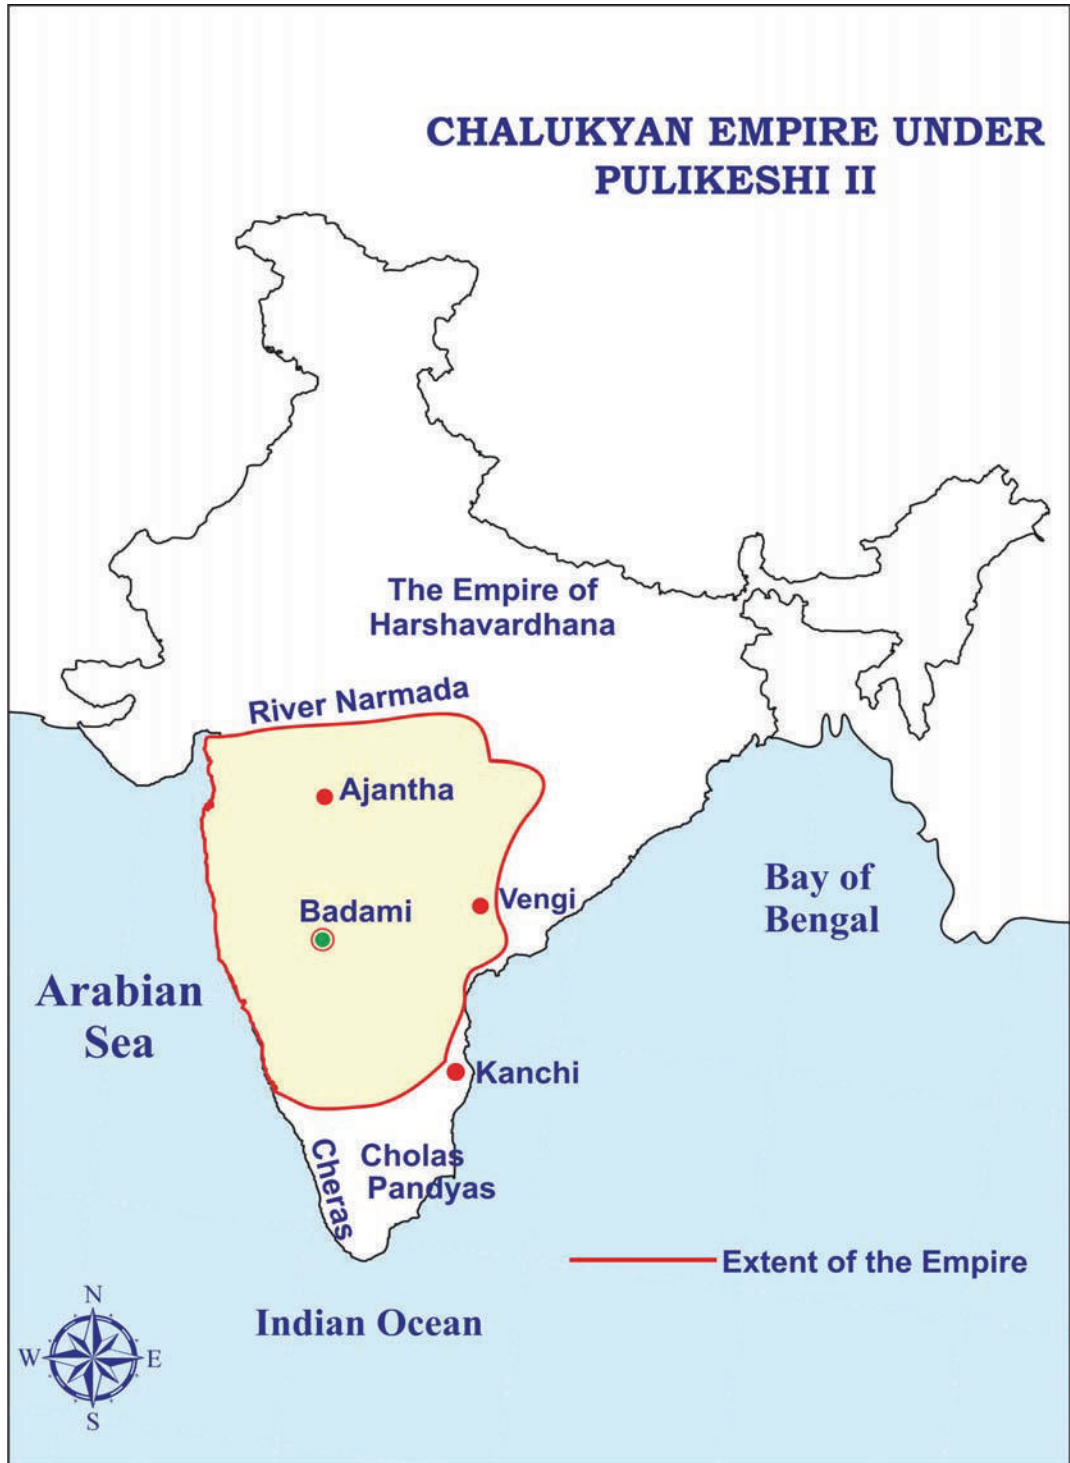 CHALUKYAN EMPIRE UNDER
PULIKESHI II
The Empire of
Harshavardhana
River Narmada
Ajantha
Vengi
Badami
Bay of
Bengal
Arabian
Sea
Kanchi
Cheras
Cholas
Pandyas
Extent of the Empire
Indian Ocean
N
W
E
S